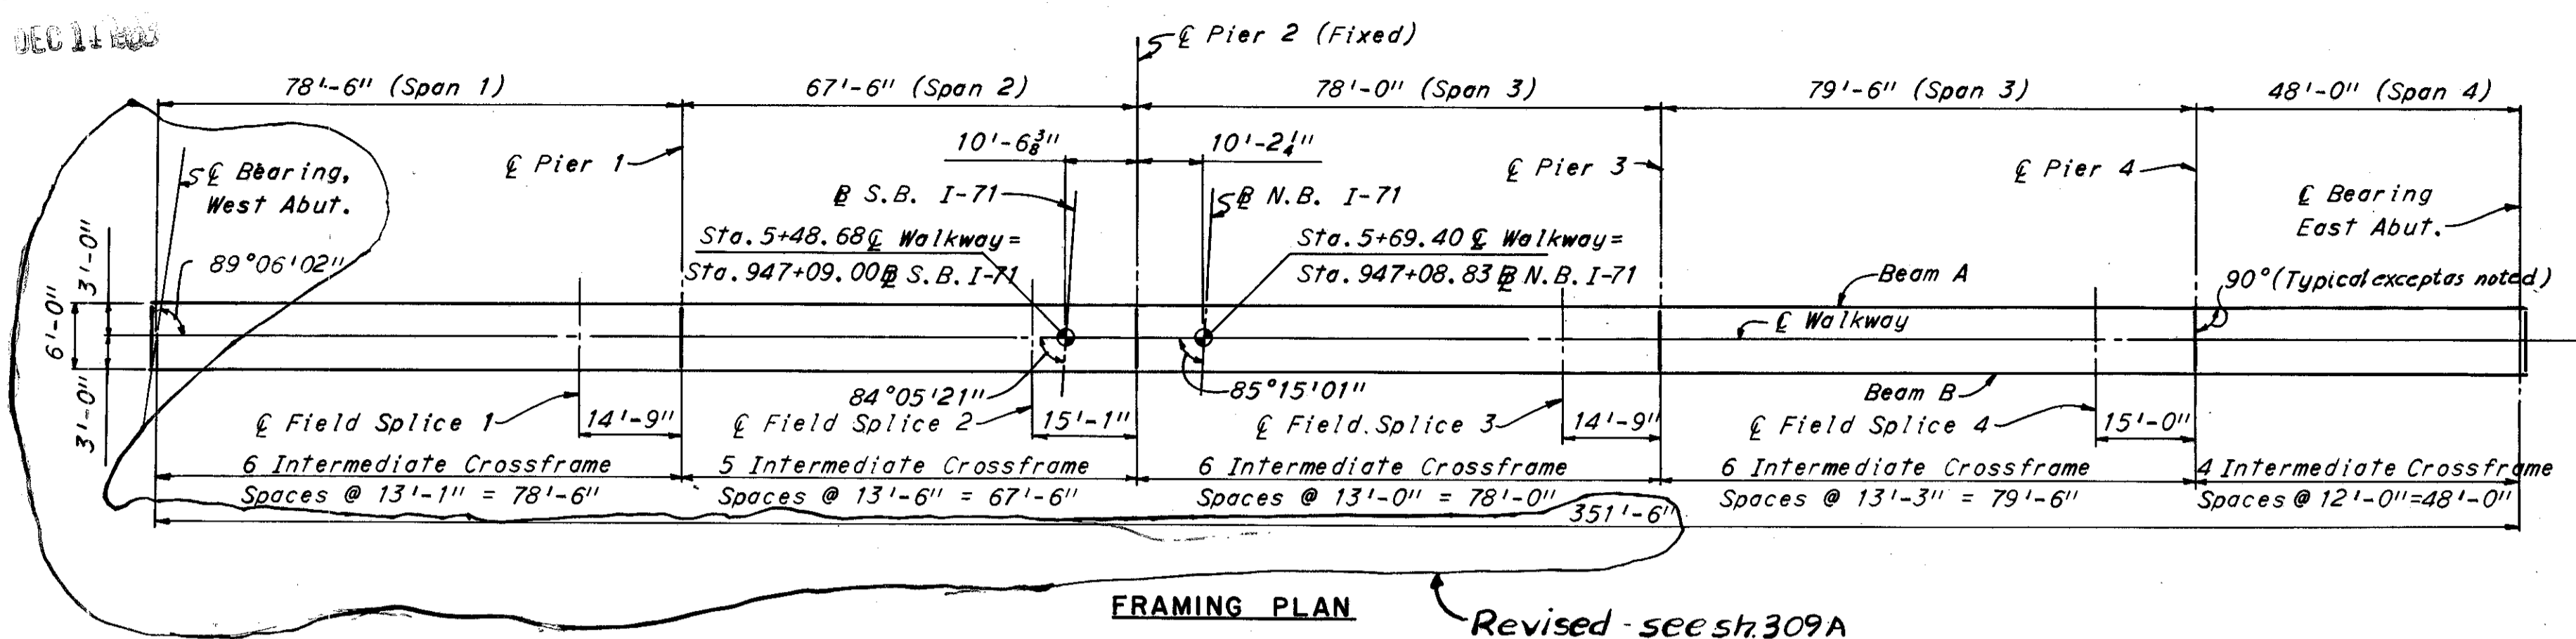 DEC 11
℄ Pier 2 (Fixed)
78'-6" (Span 1)
67'-6" (Span 2)
78'-0" (Span 3)
79'-6" (Span 3)
48'-0" (Span 4)
10'-6⅜"
10'-2¼"
℄ Bearing,
West Abut.
℄ Pier 1
℄ Pier 3
℄ Pier 4
℄ Bearing
East Abut.
B S.B. I-71
B N.B. I-71
Sta. 5+48.68 ℄ Walkway=
Sta. 947+09.00 B S.B. I-71
Sta. 5+69.40 ℄ Walkway=
Sta. 947+08.83 B N.B. I-71
89°06'02"
3'-0"
6'-0"
3'-0"
Beam A
90° (Typical except as noted)
℄ Walkway
84°05'21"
85°15'01"
Beam B
℄ Field Splice 1
14'-9"
℄ Field Splice 2
15'-1"
℄ Field. Splice 3
14'-9"
℄ Field Splice 4
15'-0"
6 Intermediate Crossframe
Spaces @ 13'-1" = 78'-6"
5 Intermediate Crossframe
Spaces @ 13'-6" = 67'-6"
6 Intermediate Crossframe
Spaces @ 13'-0" = 78'-0"
6 Intermediate Crossframe
Spaces @ 13'-3" = 79'-6"
4 Intermediate Crossframe
Spaces @ 12'-0"=48'-0"
351'-6"
FRAMING PLAN
Revised - see sh. 309A